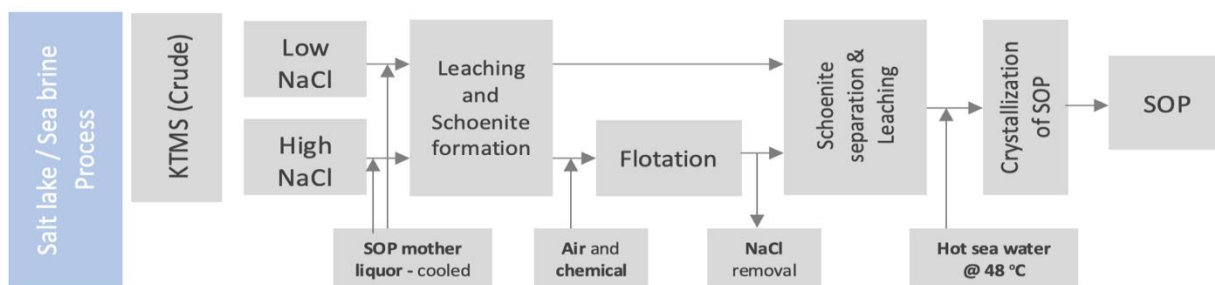 Salt lake / Sea brine
Process
KTMS (Crude)
Low
NaCl
High
NaCl
Leaching
and
Schoenite
formation
Flotation
Schoenite
separation &
Leaching
Crystallization
of SOP
SOP
SOP mother
liquor - cooled
Air and
chemical
NaCl
removal
Hot sea water
@ 48 °C